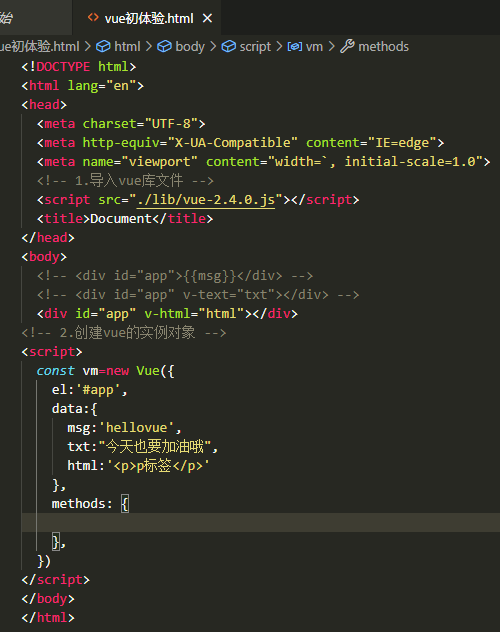 始
vue初体验.html
ue初体验.html > html > body > script > vm > methods
<!DOCTYPE html>
<html lang="en">
<head>
<meta charset="UTF-8">
<meta http-equiv="X-UA-Compatible" content="IE=edge">
<meta name="viewport" content="width=`, initial-scale=1.0">
<!-- 1.导入vue库文件 -->
<script src="./lib/vue-2.4.0.js"></script>
<title>Document</title>
</head>
<body>
<!-- <div id="app">{{msg}}</div> -->
<!-- <div id="app" v-text="txt"></div> -->
<div id="app" v-html="html"></div>
<!-- 2.创建vue的实例对象 -->
<script>
const vm=new Vue({
el:'#app',
data:{
msg:'hellovue',
txt:"今天也要加油哦",
html:'<p>p标签</p>'
},
methods: {
},
})
</script>
</body>
</html>